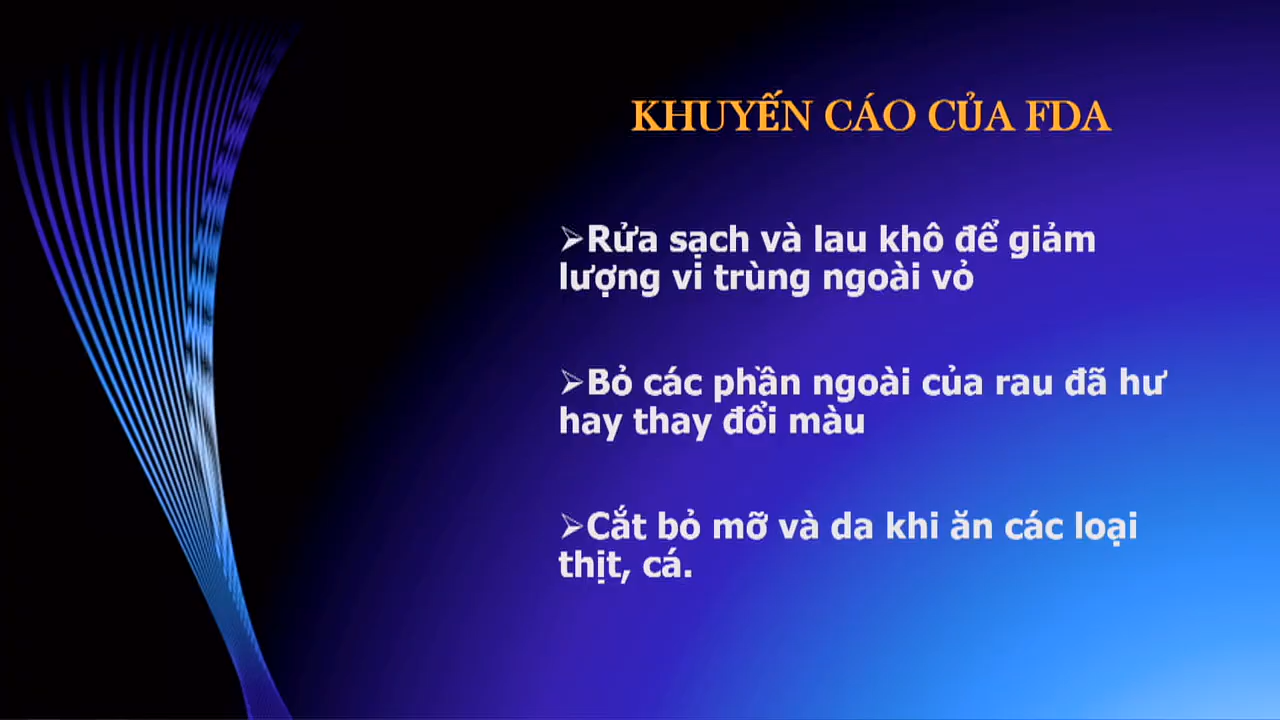 KHUYẾN CÁO CỦA FDA
➢Rửa sạch và lau khô để giảm
lượng vi trùng ngoài vỏ
➢Bỏ các phần ngoài của rau đã hư
hay thay đổi màu
➢Cắt bỏ mỡ và da khi ăn các loại
thịt, cá.